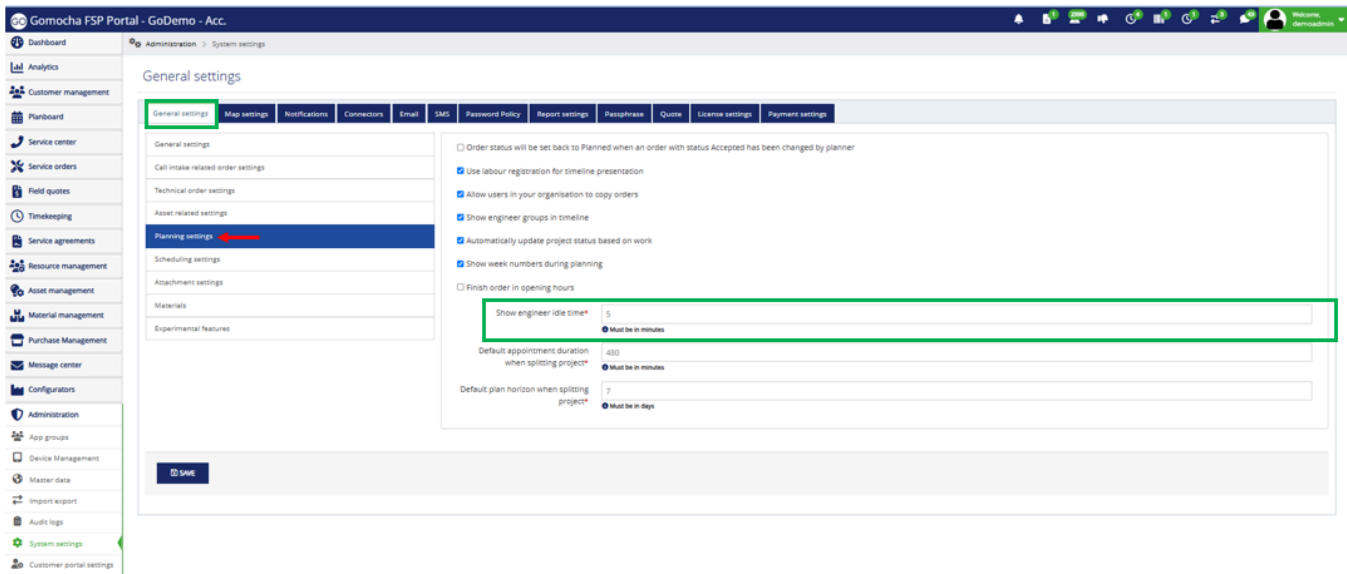 GO Gomocha FSP Portal - GoDemo - Acc.
Welcome,
demoadmin
Dashboard
Analytics
Customer management
Planboard
Service center
Service orders
Field quotes
Timekeeping
Service agreements
Resource management
Asset management
Material management
Purchase Management
Message center
Configurators
Administration
App groups
Device Management
Master data
Import export
Audit logs
System settings
Customer portal settings
Administration > System settings
General settings
General settings Map settings Notifications Connectors Email SMS Password Policy Report settings Passphrase Quote License settings Payment settings
General settings
Call intake related order settings
Technical order settings
Asset related settings
Planning settings
Scheduling settings
Attachment settings
Materials
Experimental features
Order status will be set back to Planned when an order with status Accepted has been changed by planner
Use labour registration for timeline presentation
Allow users in your organisation to copy orders
Show engineer groups in timeline
Automatically update project status based on work
Show week numbers during planning
Finish order in opening hours
Show engineer idle time* 5
Must be in minutes
Default appointment duration
when splitting project* 480
Must be in minutes
Default plan horizon when splitting
project* 7
Must be in days
SAVE